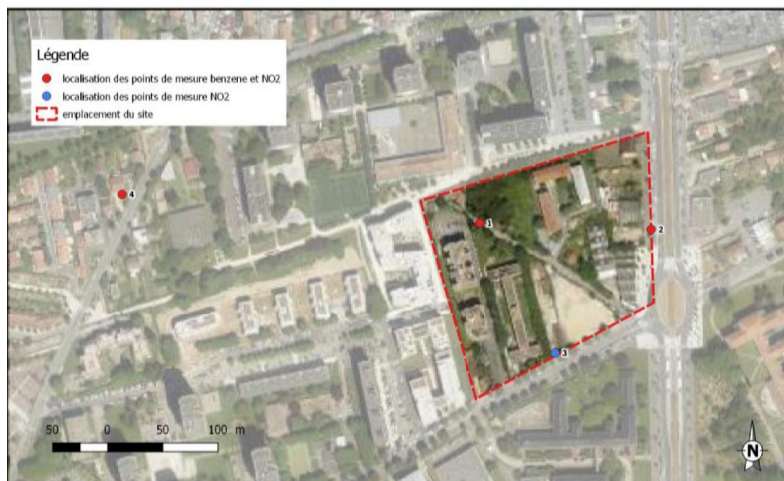 Légende
localisation des points de mesure benzene et NO2
localisation des points de mesure NO2
emplacement du site
4
1
2
3
50 0 50 100 m
N